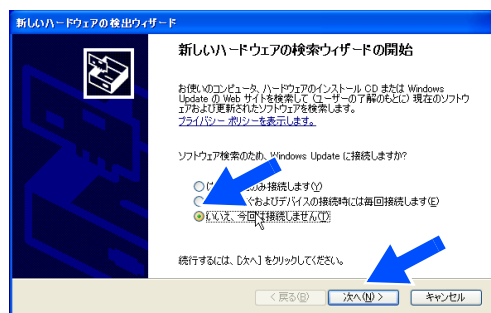 新しいハードウェアの検出ウィザード
新しいハードウェアの検索ウィザードの開始
お使いのコンピュータ、ハードウェアのインストール CD または Windows
Update の Web サイトを検索して (ユーザーの了解のもとに) 現在のソフトウ
ェアおよび更新されたソフトウェアを検索します。
プライバシー ポリシーを表示します。
ソフトウェア検索のため、Windows Update に接続しますか?
み接続します(Y)
ぐおよびデバイスの接続時には毎回接続します(E)
いいえ、今回は接続しません(T)
続行するには、[次へ] をクリックしてください。
< 戻る(B)
次へ(N) >
キャンセル